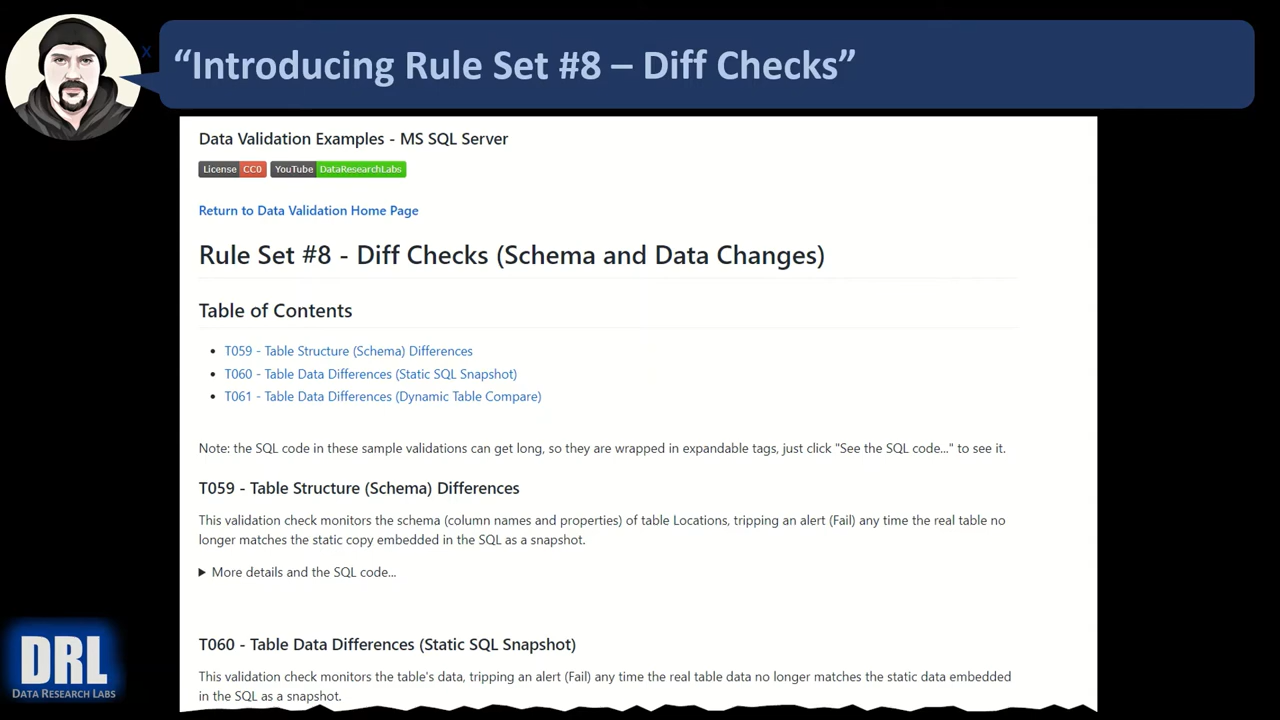 X
“Introducing Rule Set #8 – Diff Checks”
Data Validation Examples - MS SQL Server
License CC0 YouTube DataResearchLabs
Return to Data Validation Home Page
Rule Set #8 - Diff Checks (Schema and Data Changes)
Table of Contents
• T059 - Table Structure (Schema) Differences
• T060 - Table Data Differences (Static SQL Snapshot)
• T061 - Table Data Differences (Dynamic Table Compare)
Note: the SQL code in these sample validations can get long, so they are wrapped in expandable tags, just click "See the SQL code..." to see it.
T059 - Table Structure (Schema) Differences
This validation check monitors the schema (column names and properties) of table Locations, tripping an alert (Fail) any time the real table no
longer matches the static copy embedded in the SQL as a snapshot.
▶ More details and the SQL code...
T060 - Table Data Differences (Static SQL Snapshot)
This validation check monitors the table's data, tripping an alert (Fail) any time the real table data no longer matches the static data embedded
in the SQL as a snapshot.
DRL
DATA RESEARCH LABS